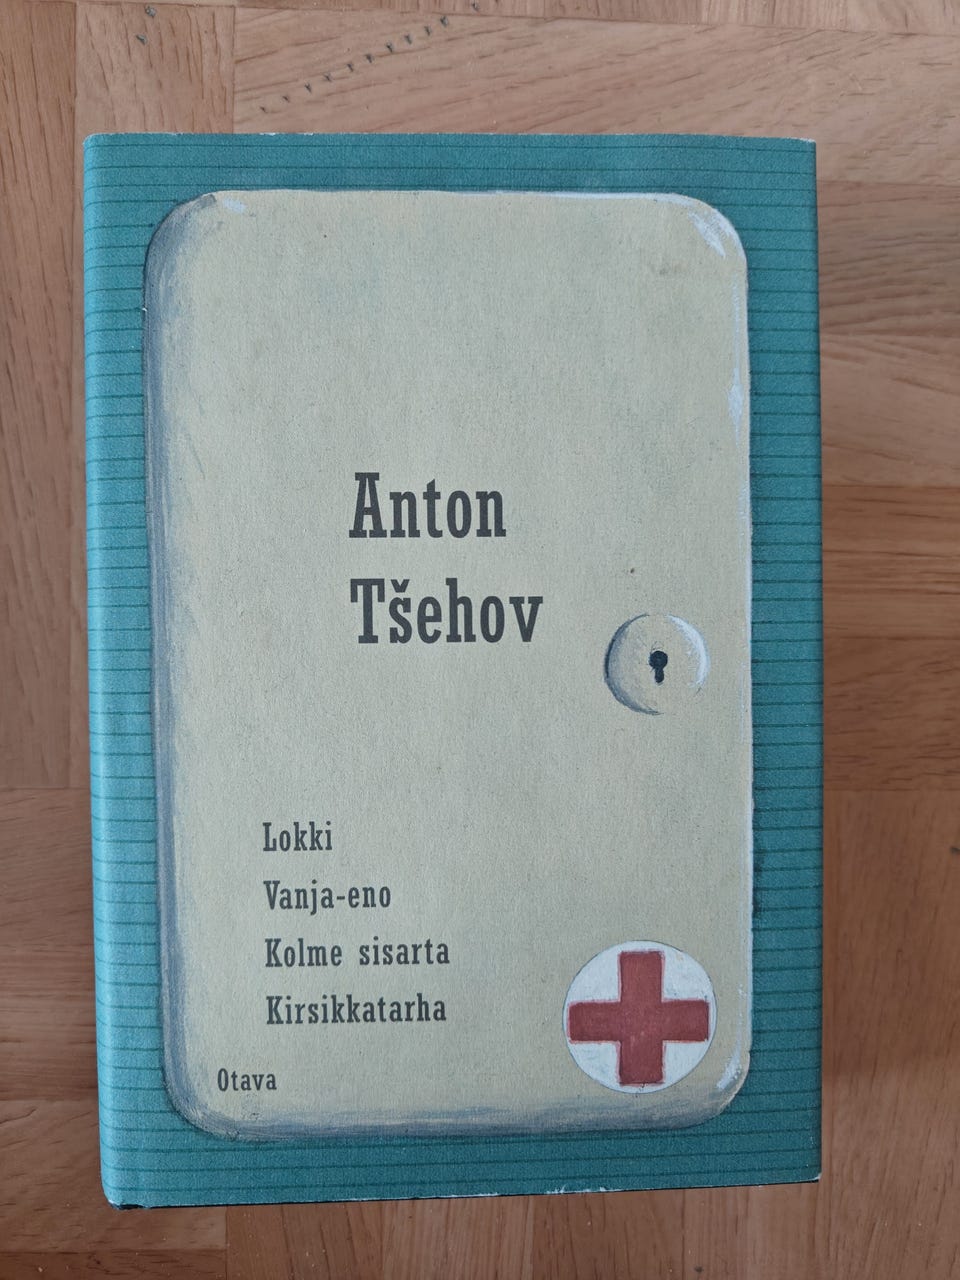 Anton
Tšehov
Lokki
Vanja-eno
Kolme sisarta
Kirsikkatarha
Otava